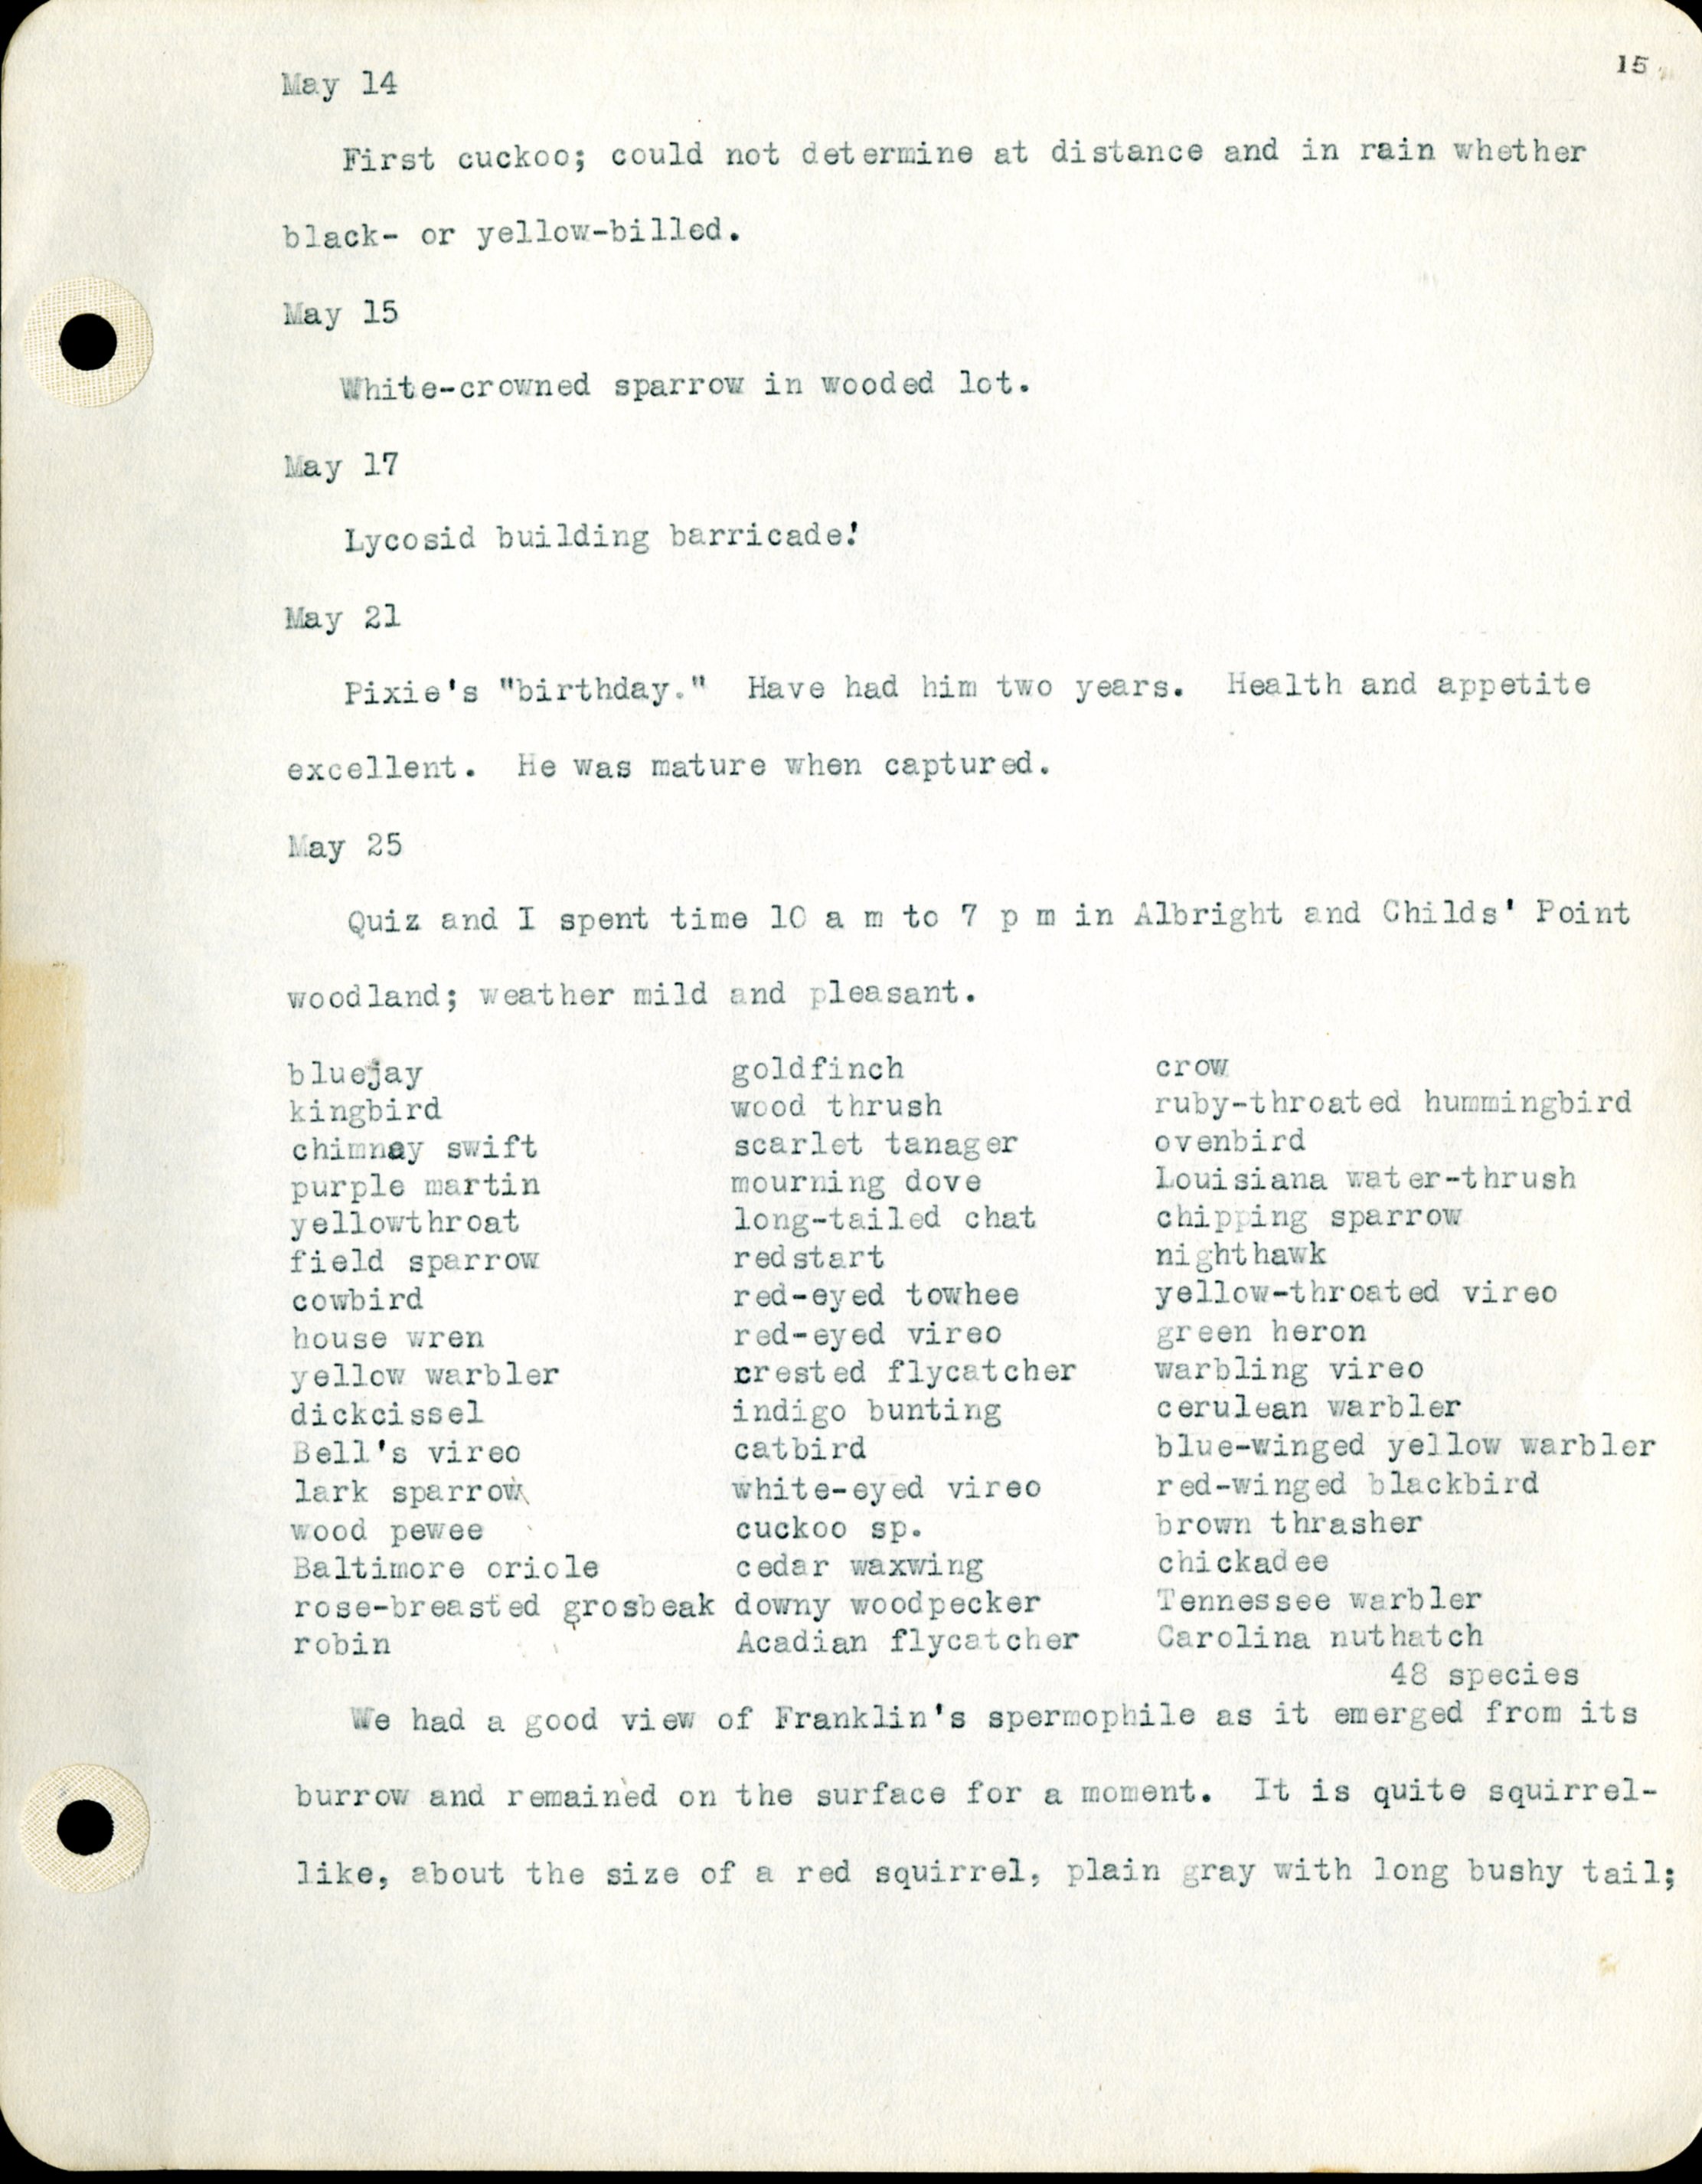 15
May 14
First cuckoo; could not determine at distance and in rain whether
black- or yellow-billed.
May 15
White-crowned sparrow in wooded lot.
May 17
Lycosid building barricade!
May 21
Pixie's "birthday." Have had him two years. Health and appetite
excellent. He was mature when captured.
May 25
Quiz and I spent time 10 a m to 7 p m in Albright and Childs' Point
woodland; weather mild and pleasant.
bluejay goldfinch crow
kingbird wood thrush ruby-throated hummingbird
chimney swift scarlet tanager ovenbird
purple martin mourning dove Louisiana water-thrush
yellowthroat long-tailed chat chipping sparrow
field sparrow redstart nighthawk
cowbird red-eyed towhee yellow-throated vireo
house wren red-eyed vireo green heron
yellow warbler crested flycatcher warbling vireo
dickcissel indigo bunting cerulean warbler
Bell's vireo catbird blue-winged yellow warbler
lark sparrow white-eyed vireo red-winged blackbird
wood pewee cuckoo sp. brown thrasher
Baltimore oriole cedar waxwing chickadee
rose-breasted grosbeak downy woodpecker Tennessee warbler
robin Acadian flycatcher Carolina nuthatch
48 species
We had a good view of Franklin's spermophile as it emerged from its
burrow and remained on the surface for a moment. It is quite squirrel-
like, about the size of a red squirrel, plain gray with long bushy tail;